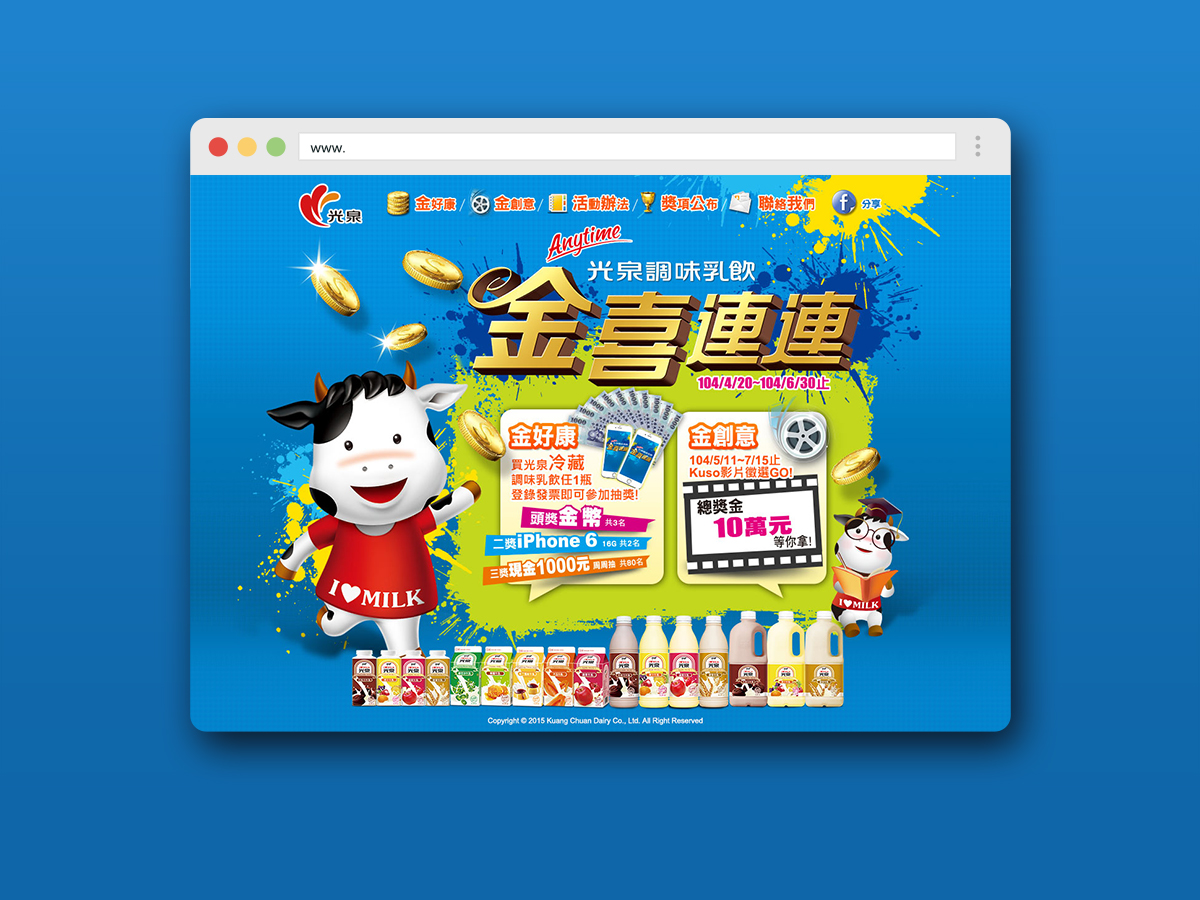 www.
光泉
金好康 / 金創意 / 活動辦法 / 獎項公布 / 聯絡我們
分享
Anytime
光泉調味乳飲
金喜連連
104/4/20~104/6/30止
金好康
買光泉冷藏
調味乳飲任1瓶
登錄發票即可參加抽獎!
頭獎金幣 共3名
二獎iPhone 6 16G 共2名
三獎現金1000元 周周抽 共80名
金創意
104/5/11~7/15止
Kuso影片徵選GO!
總獎金
10萬元
等你拿!
I♥MILK
I♥MILK
Copyright © 2015 Kuang Chuan Dairy Co., Ltd. All Right Reserved